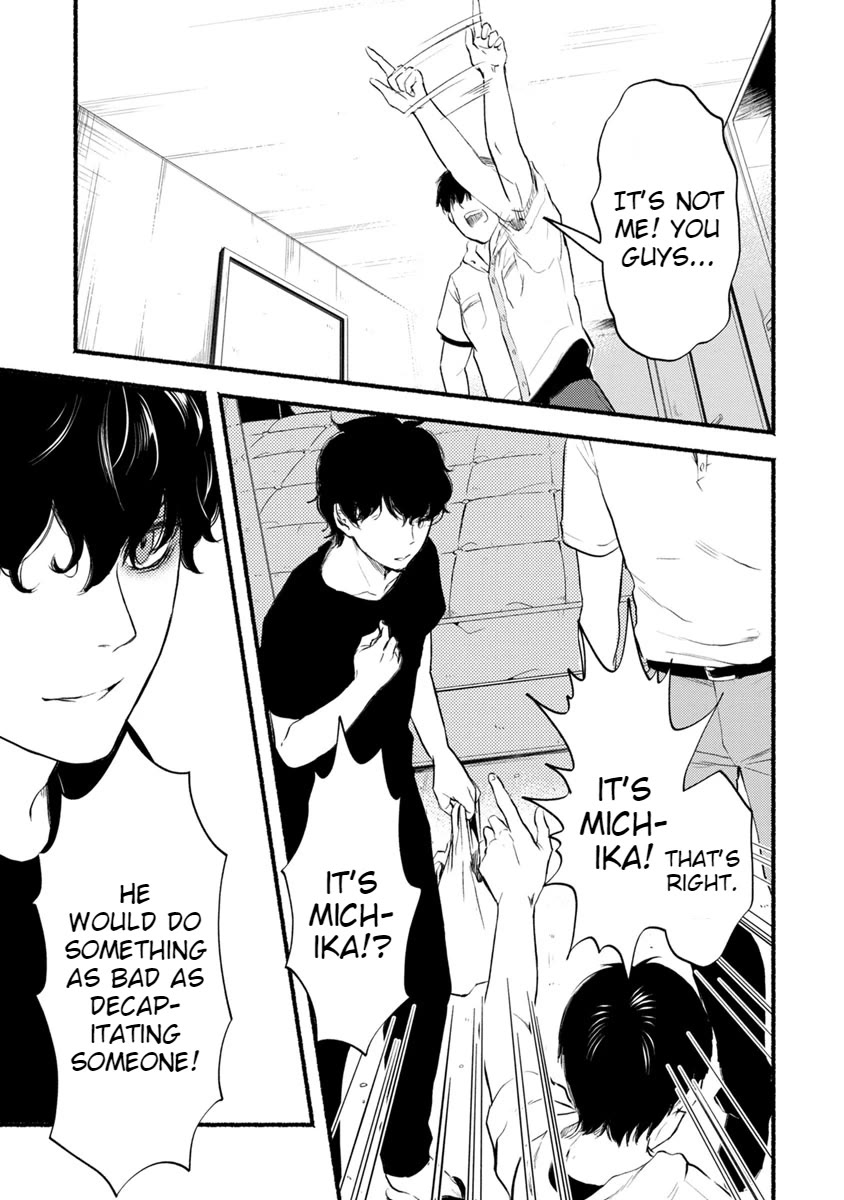 IT'S NOT
ME! YOU
GUYS...
IT'S
MICH-
IKA!
THAT'S
RIGHT.
IT'S
MICH-
IKA!?
HE
WOULD DO
SOMETHING
AS BAD AS
DECAP-
ITATING
SOMEONE!